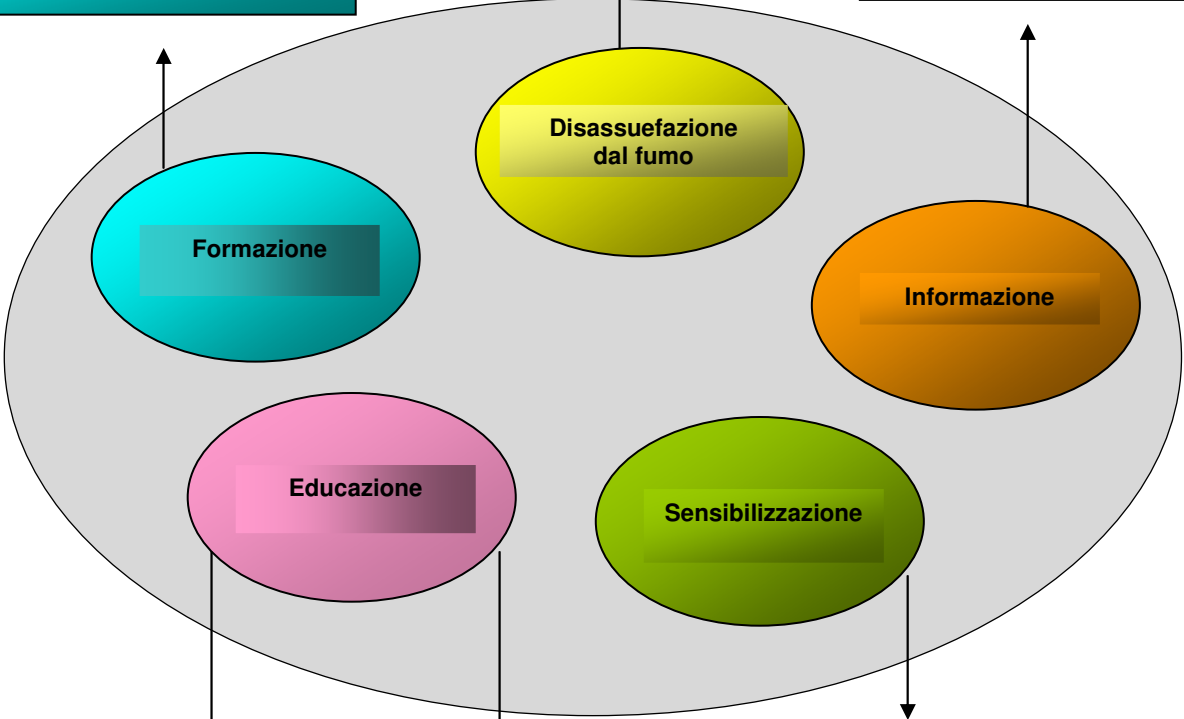 Disassuefazione
dal fumo
Formazione
Informazione
Educazione
Sensibilizzazione